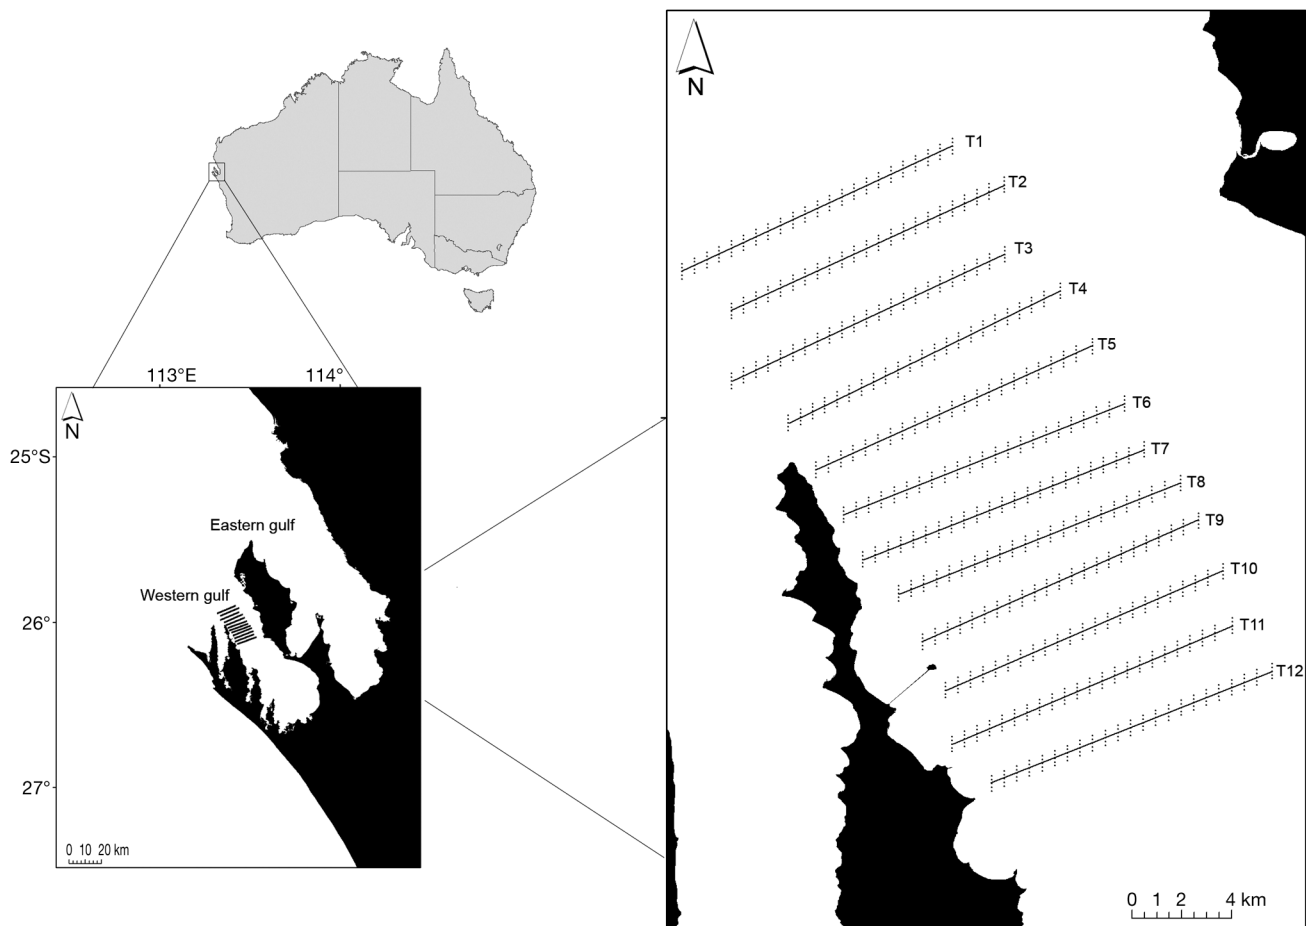 N
T1
T2
T3
T4
T5
T6
T7
T8
T9
T10
T11
T12
0 1 2 4 km
113°E 114°
N
25°S
Eastern gulf
Western gulf
26°
27°
0 10 20 km